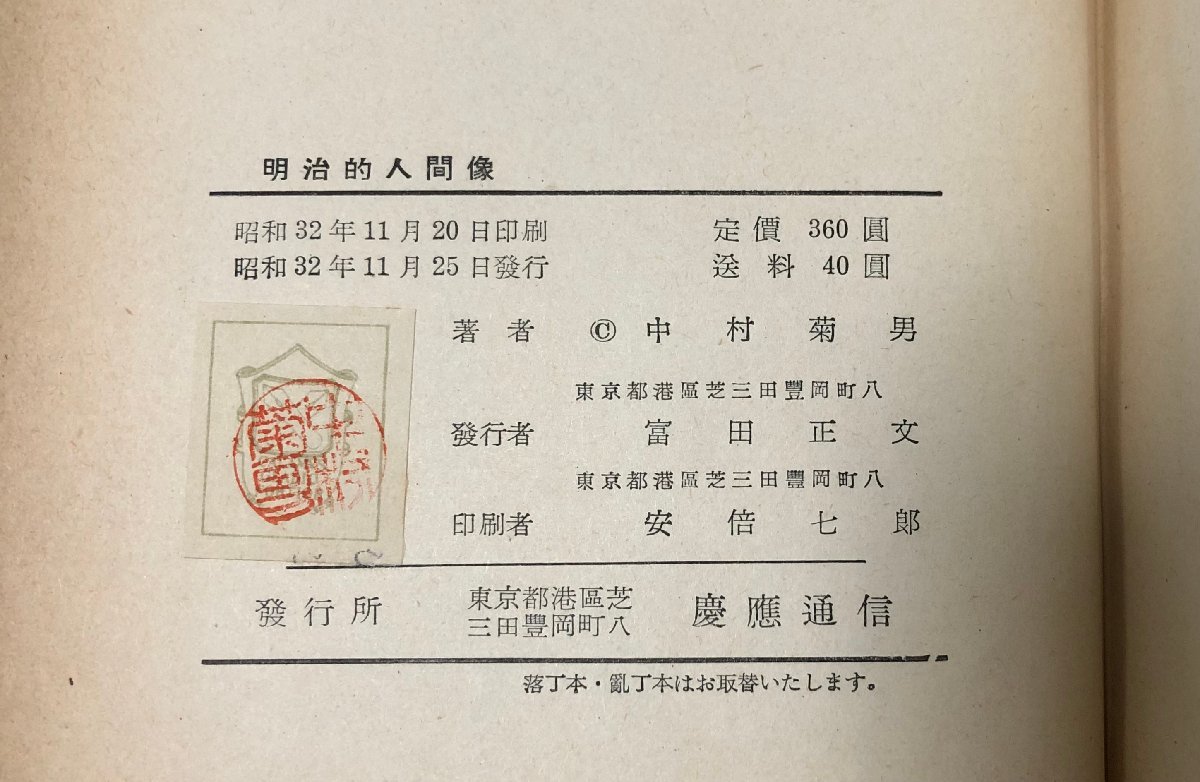 明治的人間像
昭和32年11月20日印刷 定價 360圓
昭和32年11月25日發行 送料 40圓
著者 © 中村菊男
東京都港區芝三田豐岡町八
發行者 富田正文
東京都港區芝三田豐岡町八
印刷者 安倍七郎
發行所 東京都港區芝三田豐岡町八 慶應通信
落丁本・亂丁本はお取替いたします。